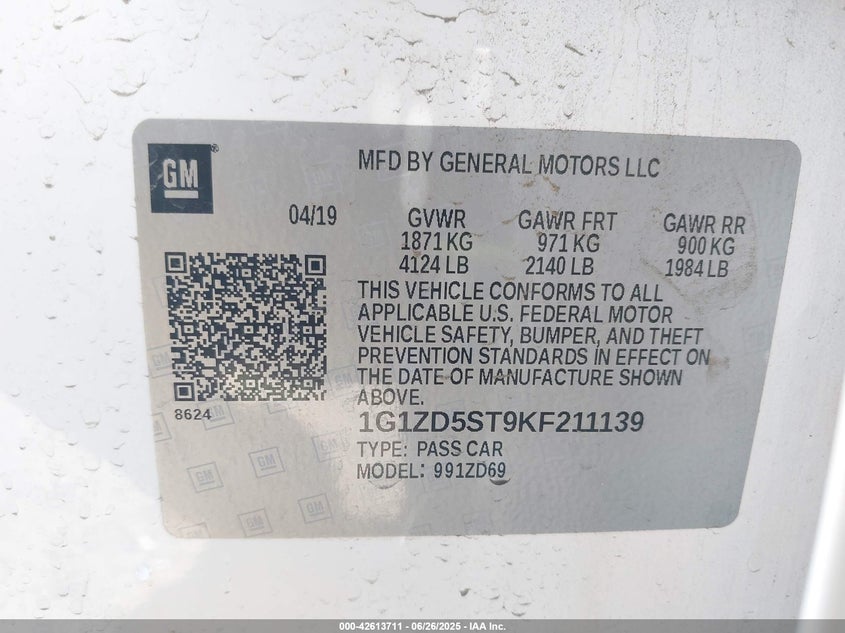 GM®
MFD BY GENERAL MOTORS LLC
04/19 GVWR GAWR FRT GAWR RR
1871 KG 971 KG 900 KG
4124 LB 2140 LB 1984 LB
THIS VEHICLE CONFORMS TO ALL
APPLICABLE U.S. FEDERAL MOTOR
VEHICLE SAFETY, BUMPER, AND THEFT
PREVENTION STANDARDS IN EFFECT ON
THE DATE OF MANUFACTURE SHOWN
ABOVE.
8624
1G1ZD5ST9KF211139
TYPE: PASS CAR
MODEL: 991ZD69
000-42613711 - 06/26/2025 - IAA Inc.